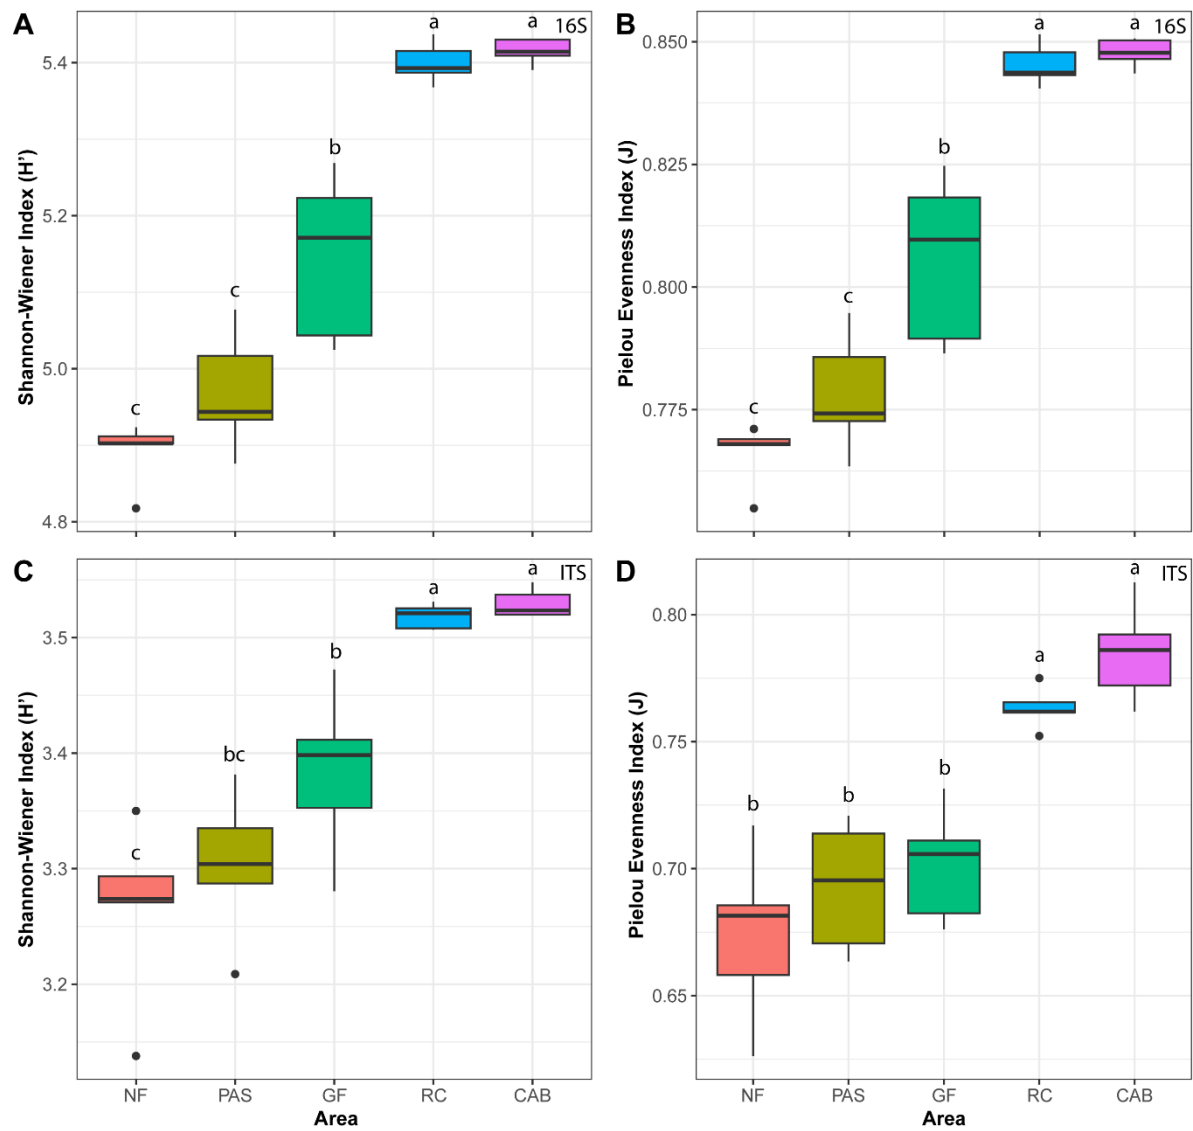 A
16S
Shannon-Wiener Index (H’)
5.4
5.2
5.0
4.8
c
c
b
a
a
B
16S
Pielou Evenness Index (J)
0.850
0.825
0.800
0.775
c
c
b
a
a
C
ITS
Shannon-Wiener Index (H’)
3.5
3.4
3.3
3.2
c
bc
b
a
a
NF PAS GF RC CAB
Area
D
ITS
Pielou Evenness Index (J)
0.80
0.75
0.70
0.65
b
b
b
a
a
NF PAS GF RC CAB
Area